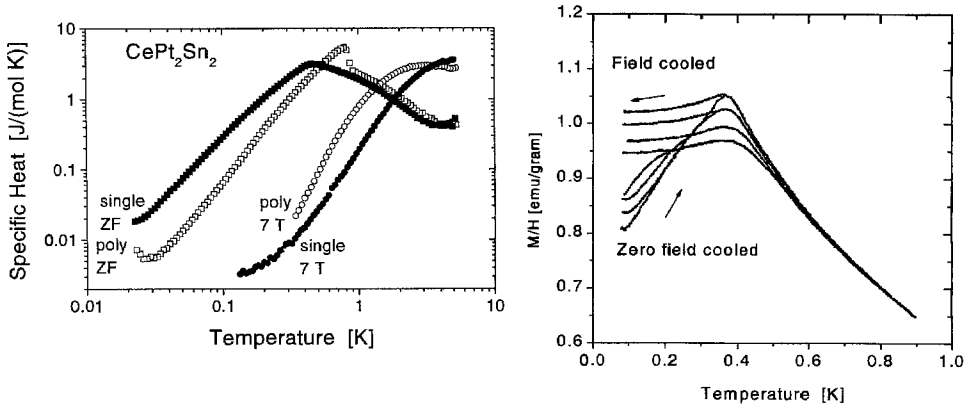 CePt₂Sn₂
Specific Heat [J/(mol K)]
10
1
0.1
0.01
single
ZF
poly
ZF
poly
7 T
single
7 T
0.01
0.1
1
10
Temperature [K]
M/H [emu/gram]
1.2
1.1
1.0
0.9
0.8
0.7
0.6
Field cooled
Zero field cooled
0.0
0.2
0.4
0.6
0.8
1.0
Temperature [K]